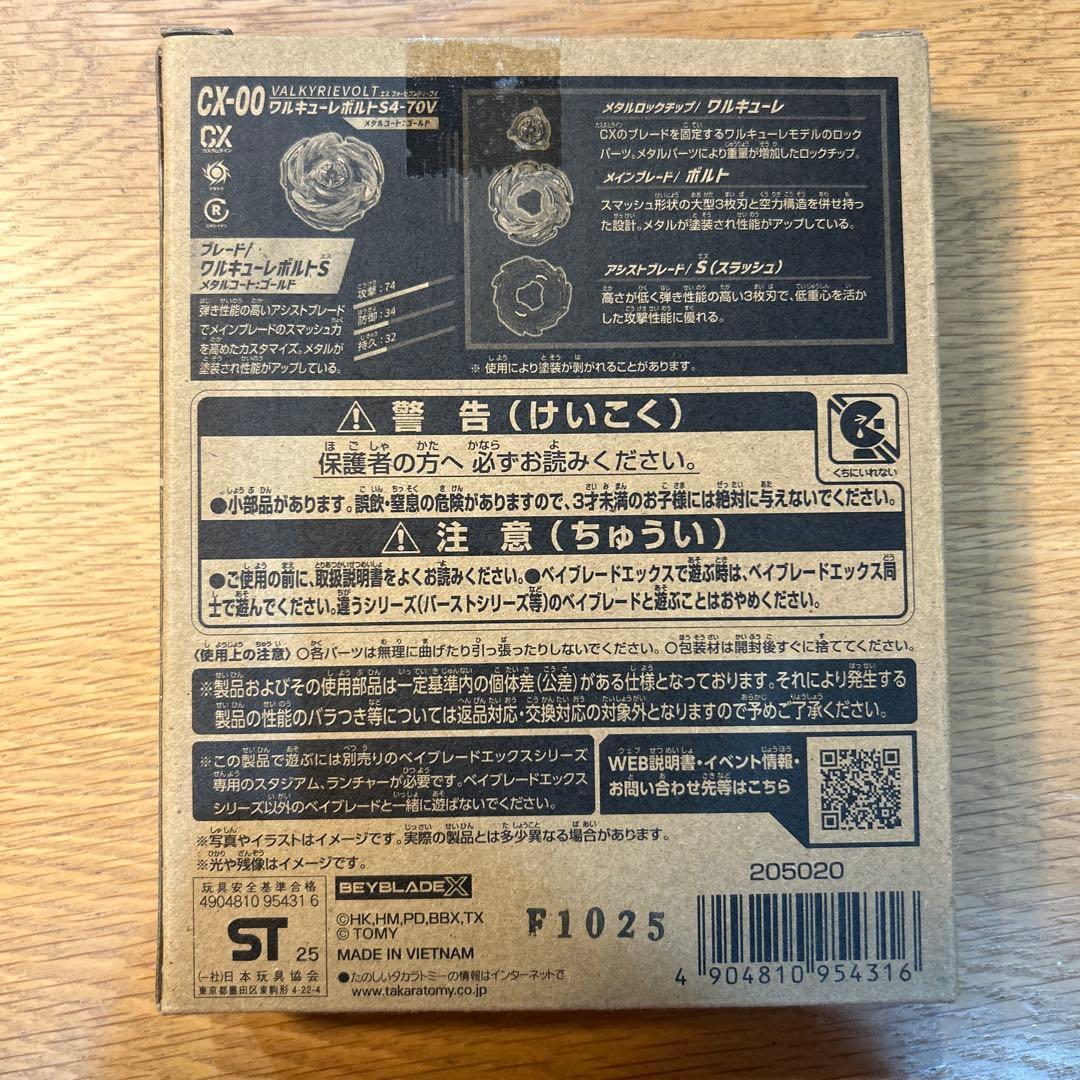 CX-00
VALKYRIEVOLT エス フォーセブンティーブイ
ワルキューレボルトS4-70V
メタルコート:ゴールド
CX
カスタムライン
アタック
R
ブレード/
ワルキューレボルトS
エス
メタルコート:ゴールド
弾き性能の高いアシストブレード
でメインブレードのスマッシュ力
を高めたカスタマイズ。メタルが
塗装され性能がアップしている。
攻撃:74
防御:34
持久:32
メタルロックチップ/ ワルキューレ
CXのブレードを固定するワルキューレモデルのロック
パーツ。メタルパーツにより重量が増加したロックチップ。
メインブレード/ ボルト
スマッシュ形状の大型3枚刃と空力構造を併せ持っ
た設計。メタルが塗装され性能がアップしている。
アシストブレード/ S(スラッシュ)
高さが低く弾き性能の高い3枚刃で、低重心を活か
した攻撃性能に優れる。
※ 使用により塗装が剥がれることがあります。
警 告(けいこく)
保護者の方へ 必ずお読みください。
くちにいれない
●小部品があります。誤飲・窒息の危険がありますので、3才未満のお子様には絶対に与えないでください。
注 意(ちゅうい)
●ご使用の前に、取扱説明書をよくお読みください。●ベイブレードエックスで遊ぶ時は、ベイブレードエックス同
士で遊んでください。違うシリーズ(バーストシリーズ等)のベイブレードと遊ぶことはおやめください。
〈使用上の注意〉○各パーツは無理に曲げたり引っ張ったりしないでください。○包装材は開封後すぐに捨ててください。
※製品およびその使用部品は一定基準内の個体差(公差)がある仕様となっております。それにより発生する
製品の性能のバラつき等については返品対応・交換対応の対象外となりますので予めご了承ください。
※この製品で遊ぶには別売りのベイブレードエックスシリーズ
専用のスタジアム、ランチャーが必要です。ベイブレードエックス
シリーズ以外のベイブレードと一緒に遊ばないでください。
WEB説明書・イベント情報・
お問い合わせ先等はこちら
※写真やイラストはイメージです。実際の製品とは多少異なる場合があります。
※光や残像はイメージです。
205020
玩具安全基準合格
4904810 95431 6
ST 25
(一社)日本玩具協会
東京都墨田区東駒形 4-22-4
BEYBLADE X
©HK,HM,PD,BBX,TX
© TOMY
MADE IN VIETNAM
●たのしいタカラトミーの情報はインターネットで
www.takaratomy.co.jp
F1025
4 904810 954316